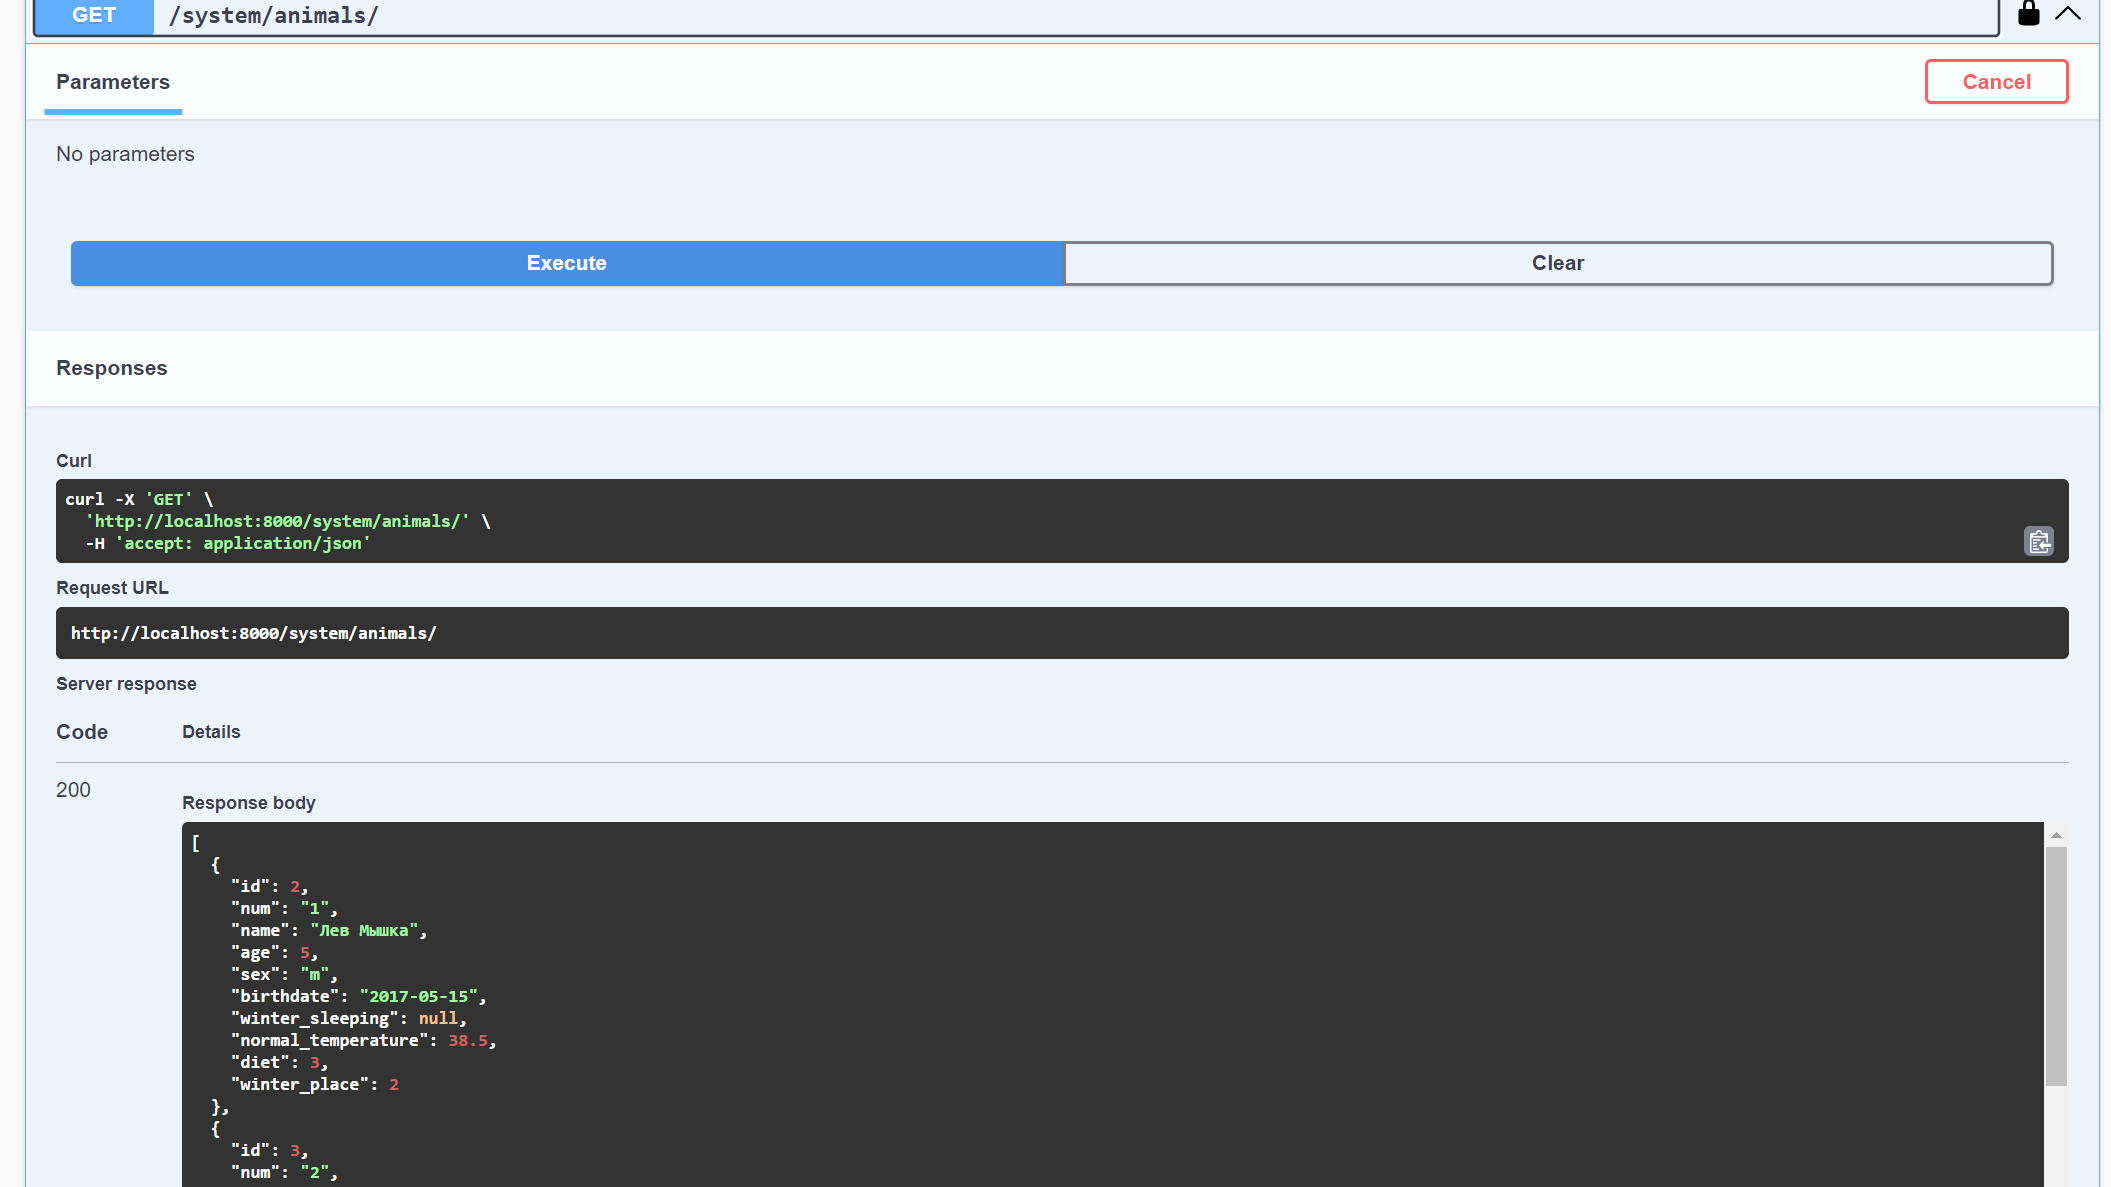 GET /system/animals/
Parameters
Cancel
No parameters
Execute
Clear
Responses
Curl
curl -X 'GET' \
  'http://localhost:8000/system/animals/' \
  -H 'accept: application/json'
Request URL
http://localhost:8000/system/animals/
Server response
Code Details
200
Response body
[
  {
    "id": 2,
    "num": "1",
    "name": "Лев Мышка",
    "age": 5,
    "sex": "m",
    "birthdate": "2017-05-15",
    "winter_sleeping": null,
    "normal_temperature": 38.5,
    "diet": 3,
    "winter_place": 2
  },
  {
    "id": 3,
    "num": "2",